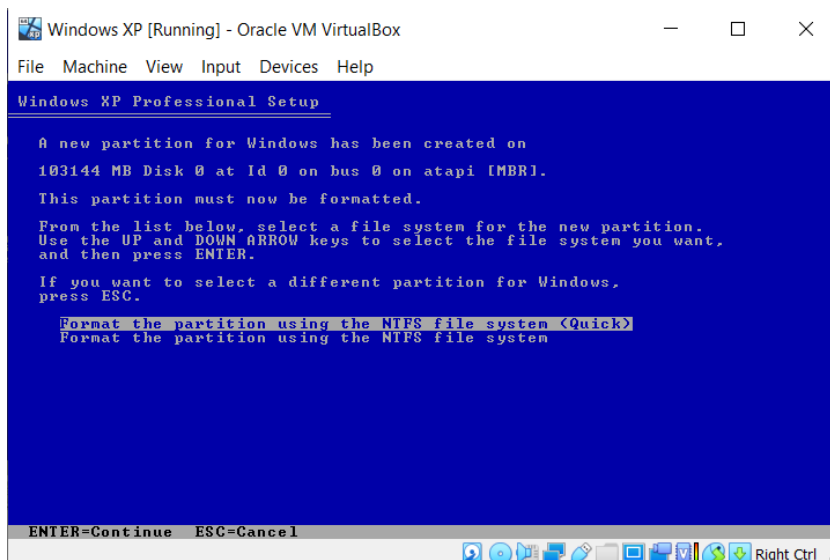 Windows XP [Running] - Oracle VM VirtualBox
File Machine View Input Devices Help
Windows XP Professional Setup
A new partition for Windows has been created on
103144 MB Disk 0 at Id 0 on bus 0 on atapi [MBR].
This partition must now be formatted.
From the list below, select a file system for the new partition.
Use the UP and DOWN ARROW keys to select the file system you want,
and then press ENTER.
If you want to select a different partition for Windows,
press ESC.
Format the partition using the NTFS file system (Quick)
Format the partition using the NTFS file system
ENTER=Continue ESC=Cancel
Right Ctrl